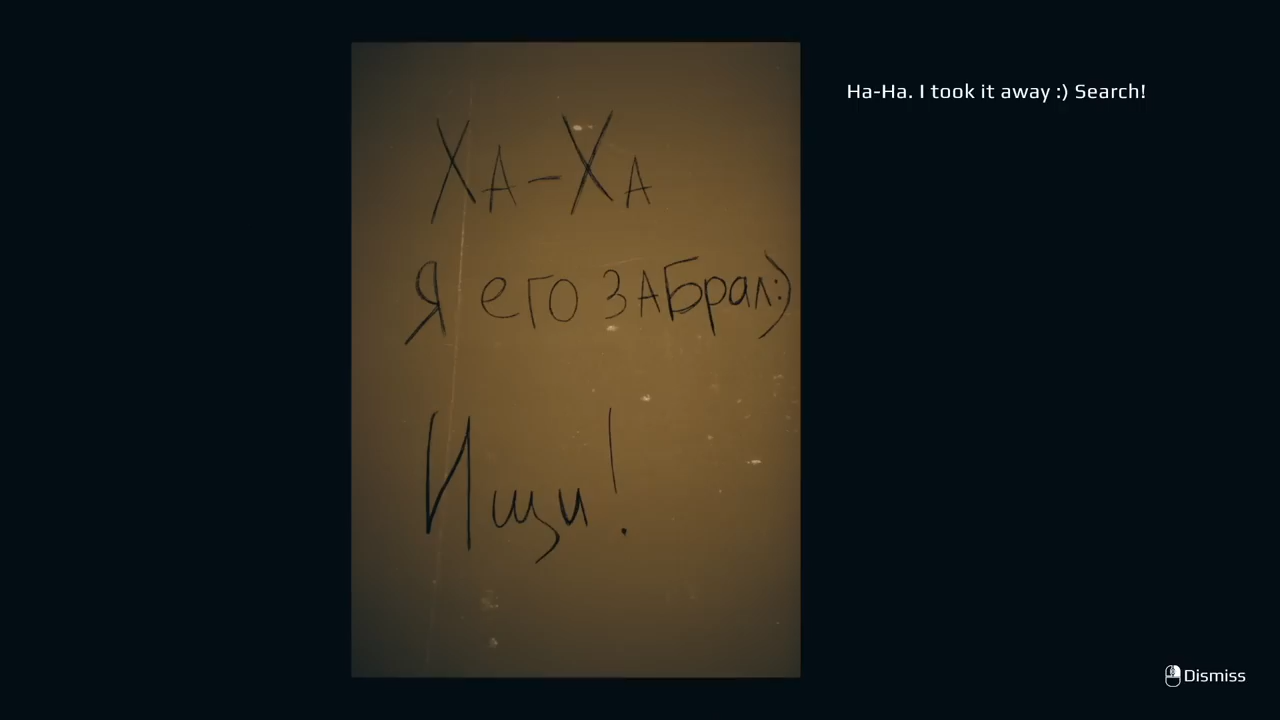 Ха-Ха
Я его забрал:)
Ищи!
Ha-Ha. I took it away :) Search!
Dismiss